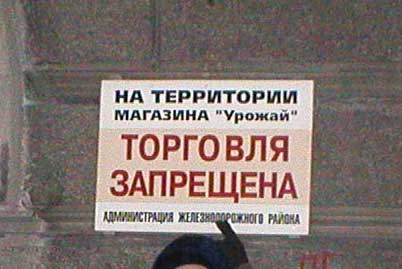 НА ТЕРРИТОРИИ
МАГАЗИНА "Урожай"
ТОРГОВЛЯ
ЗАПРЕЩЕНА
АДМИНИСТРАЦИЯ ЖЕЛЕЗНОДОРОЖНОГО РАЙОНА